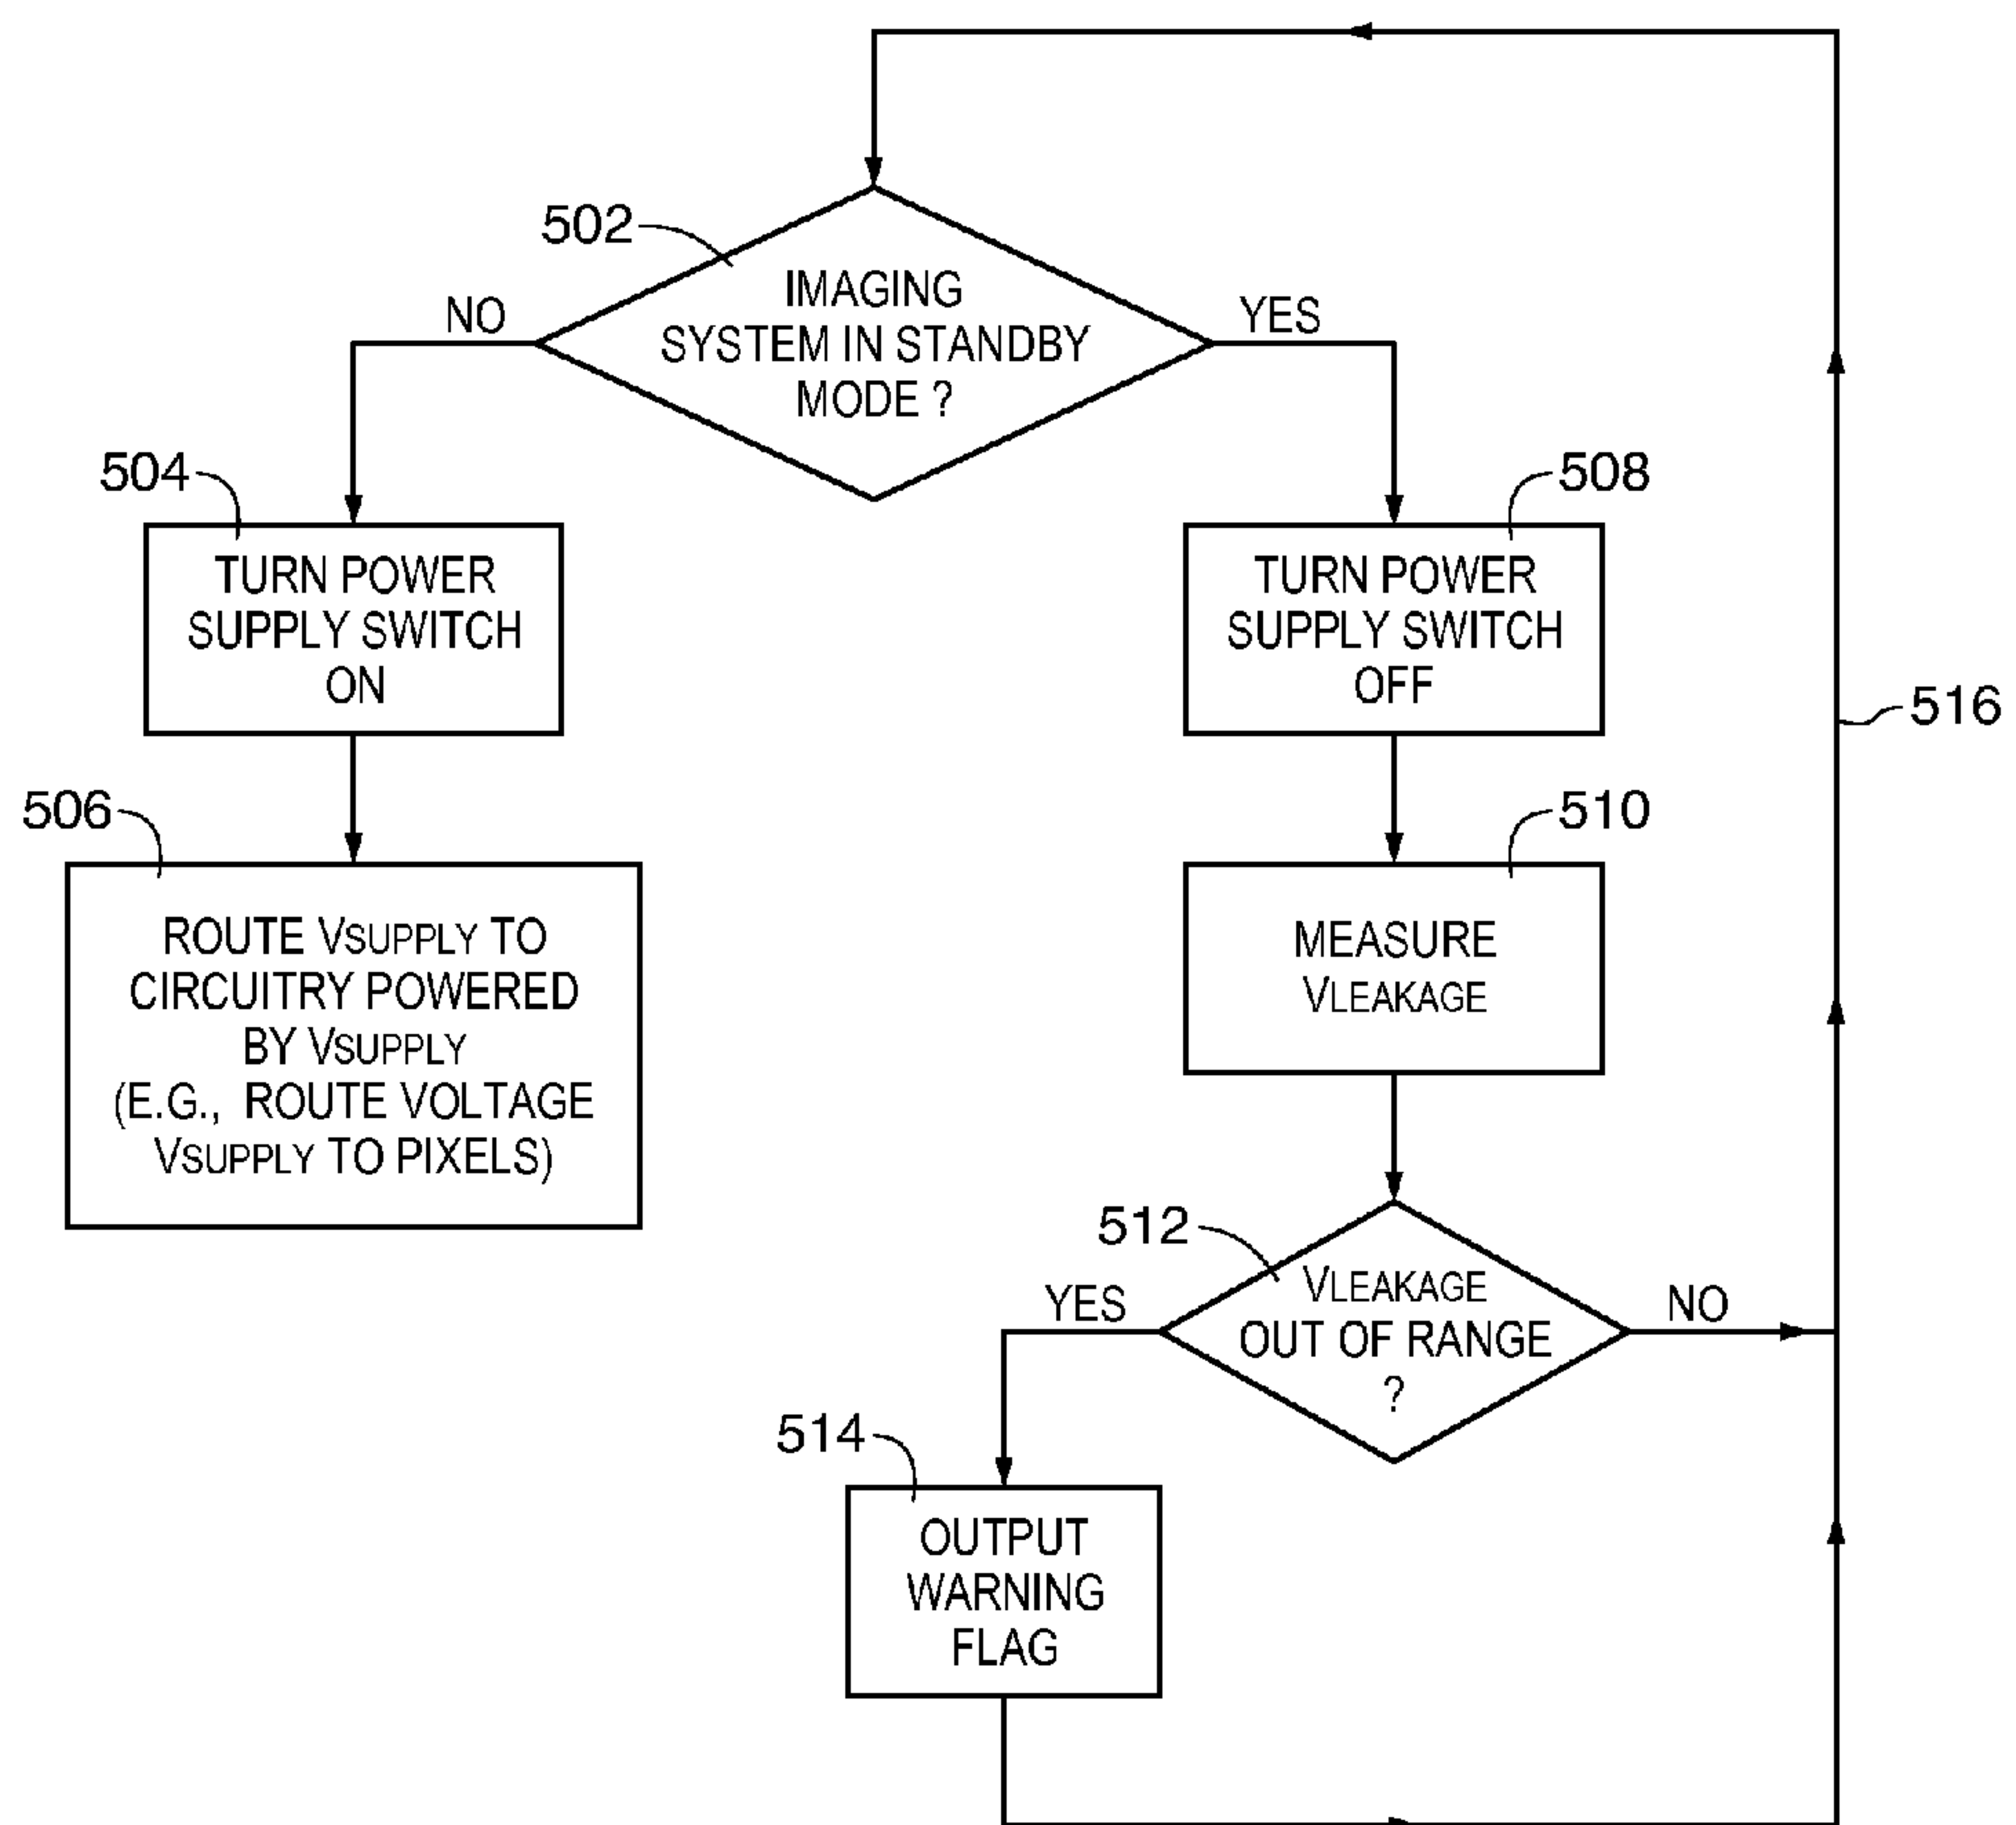 502
IMAGING
SYSTEM IN STANDBY
MODE ?
NO
YES
504
TURN POWER
SUPPLY SWITCH
ON
508
TURN POWER
SUPPLY SWITCH
OFF
516
506
ROUTE VSUPPLY TO
CIRCUITRY POWERED
BY VSUPPLY
(E.G., ROUTE VOLTAGE
VSUPPLY TO PIXELS)
510
MEASURE
VLEAKAGE
512
VLEAKAGE
OUT OF RANGE
?
YES
NO
514
OUTPUT
WARNING
FLAG